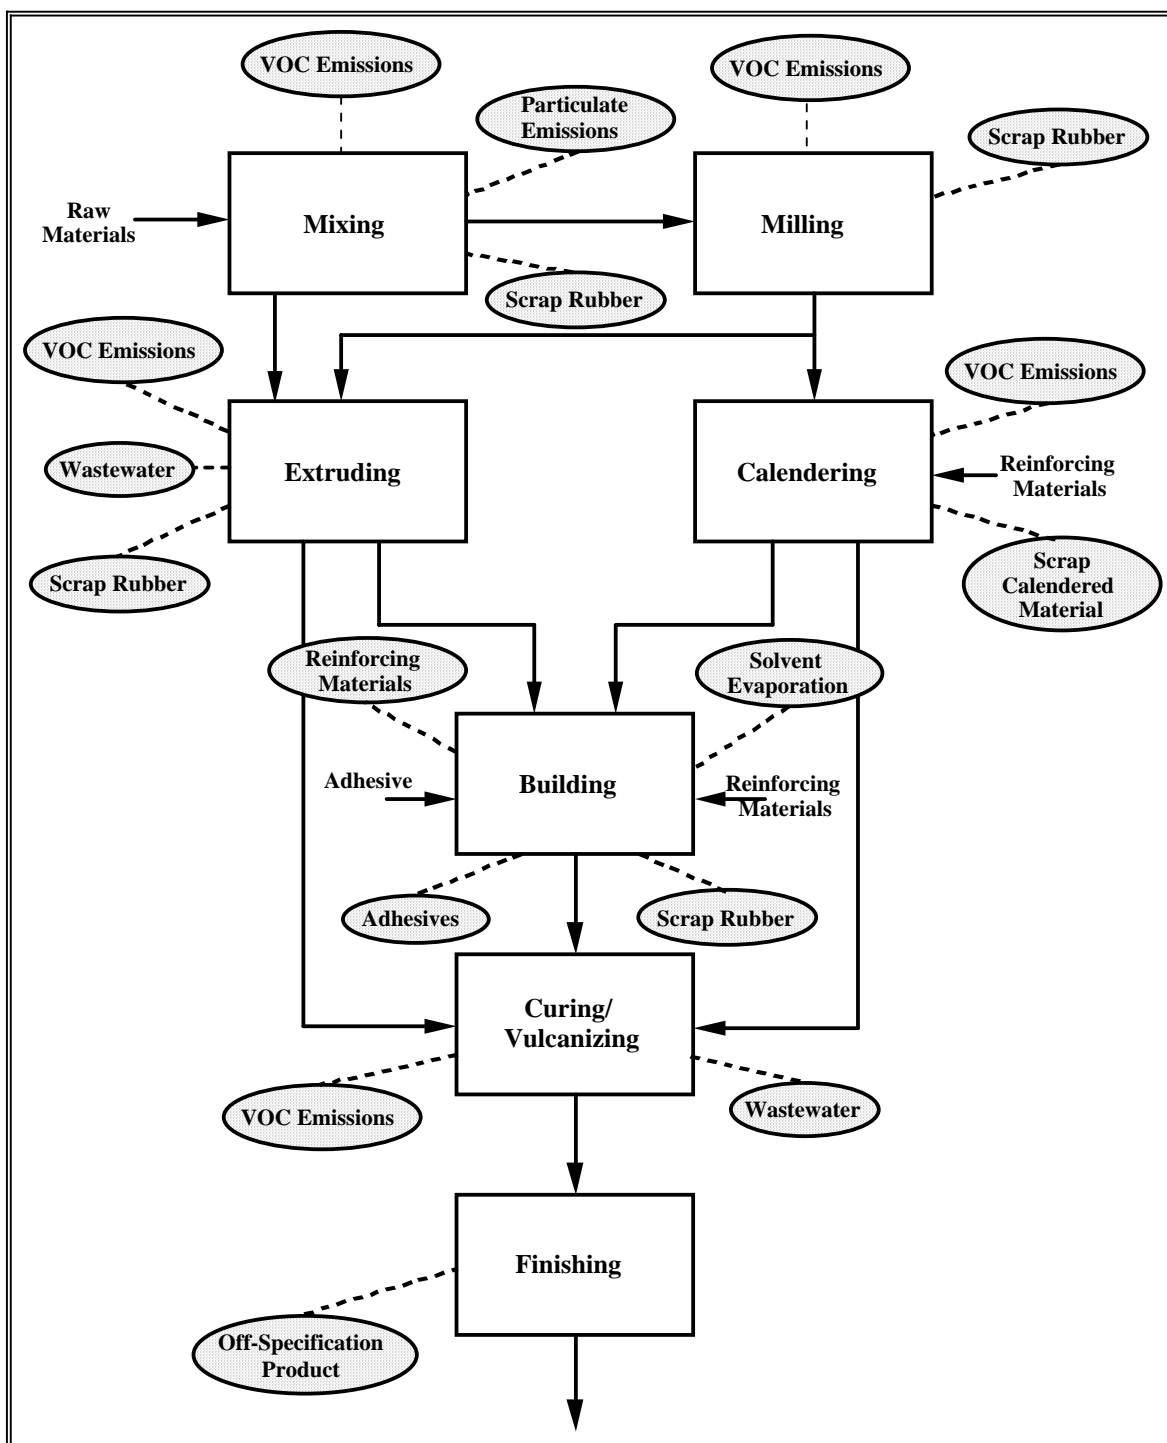 VOC Emissions
VOC Emissions
Particulate
Emissions
Scrap Rubber
Raw
Materials
Mixing
Milling
Scrap Rubber
VOC Emissions
VOC Emissions
Wastewater
Extruding
Calendering
Reinforcing
Materials
Scrap Rubber
Scrap
Calendered
Material
Reinforcing
Materials
Solvent
Evaporation
Adhesive
Building
Reinforcing
Materials
Adhesives
Scrap Rubber
Curing/
Vulcanizing
VOC Emissions
Wastewater
Finishing
Off-Specification
Product